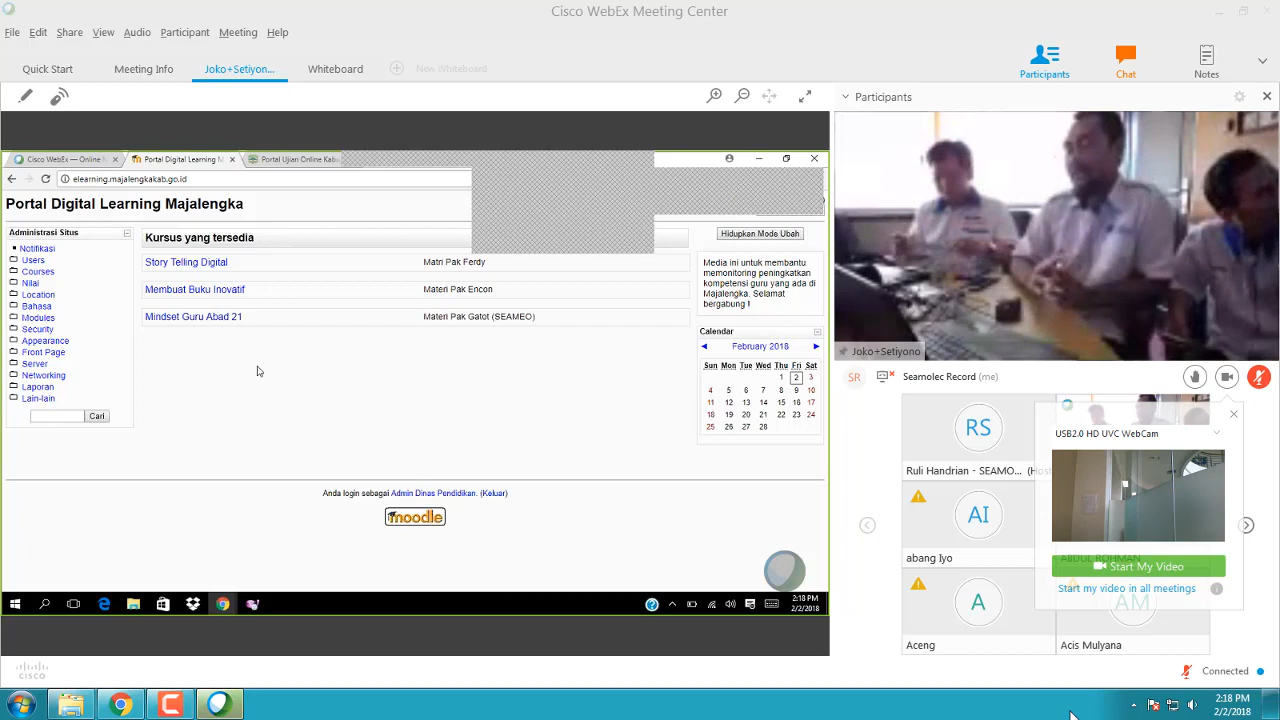 Cisco WebEx Meeting Center
File Edit Share View Audio Participant Meeting Help
Quick Start Meeting Info Joko+Setiyon... Whiteboard New Whiteboard
Participants Chat Notes
Participants
Cisco WebEx — Online M Portal Digital Learning M Portal Ujian Online Kab
elearning.majalengkakab.go.id
Portal Digital Learning Majalengka
Administrasi Situs
Notifikasi
Users
Courses
Nilai
Location
Bahasa
Modules
Security
Appearance
Front Page
Server
Networking
Laporan
Lain-lain
Cari
Kursus yang tersedia
Story Telling Digital Matri Pak Ferdy
Membuat Buku Inovatif Materi Pak Encon
Mindset Guru Abad 21 Materi Pak Gatot (SEAMEO)
Hidupkan Mode Ubah
Media ini untuk membantu
memonitoring peningkatkan
kompetensi guru yang ada di
Majalengka. Selamat
bergabung !
Calendar
February 2018
Sun Mon Tue Wed Thu Fri Sat
1 2 3
4 5 6 7 8 9 10
11 12 13 14 15 16 17
18 19 20 21 22 23 24
25 26 27 28
Anda login sebagai Admin Dinas Pendidikan. (Keluar)
moodle
2:18 PM
2/2/2018
Joko+Setiyono
SR Seamolec Record (me)
RS
Ruli Handrian - SEAMO... (Host
AI
abang Iyo
A
Aceng
USB2.0 HD UVC WebCam
ABDUL ROHMAN
Start My Video
Start my video in all meetings
AM
Acis Mulyana
cisco
Connected
2:18 PM
2/2/2018